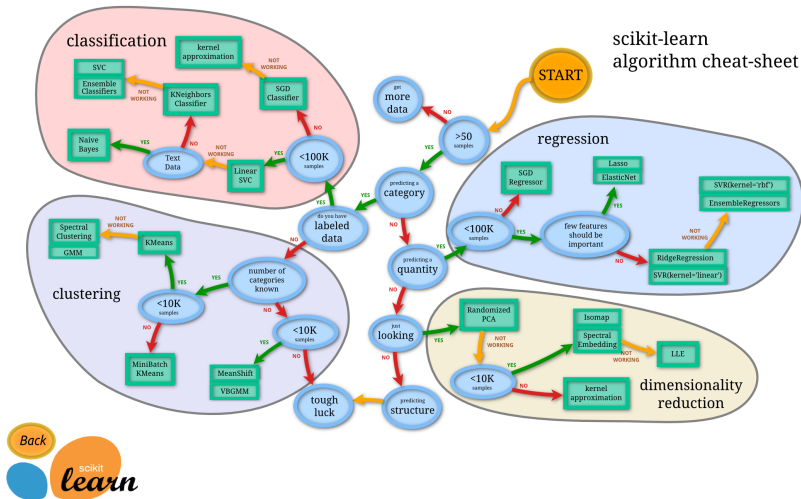 scikit-learn
algorithm cheat-sheet
START
get
more
data
NO
>50
samples
YES
predicting a
category
YES
NO
do you have
labeled
data
YES
NO
predicting a
quantity
YES
NO
just
looking
YES
NO
predicting
structure
tough
luck
classification
kernel
approximation
NOT
WORKING
SGD
Classifier
NO
<100K
samples
YES
Linear
SVC
NOT
WORKING
Text
Data
YES
Naive
Bayes
NO
KNeighbors
Classifier
NOT
WORKING
SVC
Ensemble
Classifiers
regression
<100K
samples
NO
SGD
Regressor
YES
few features
should be
important
YES
Lasso
ElasticNet
NO
RidgeRegression
SVR(kernel='linear')
NOT
WORKING
SVR(kernel='rbf')
EnsembleRegressors
clustering
number of
categories
known
YES
<10K
samples
YES
KMeans
NOT
WORKING
Spectral
Clustering
GMM
NO
MiniBatch
KMeans
NO
<10K
samples
YES
MeanShift
VBGMM
NO
dimensionality
reduction
Randomized
PCA
NOT
WORKING
<10K
samples
YES
Isomap
Spectral
Embedding
NOT
WORKING
LLE
NO
kernel
approximation
Back
scikit
learn